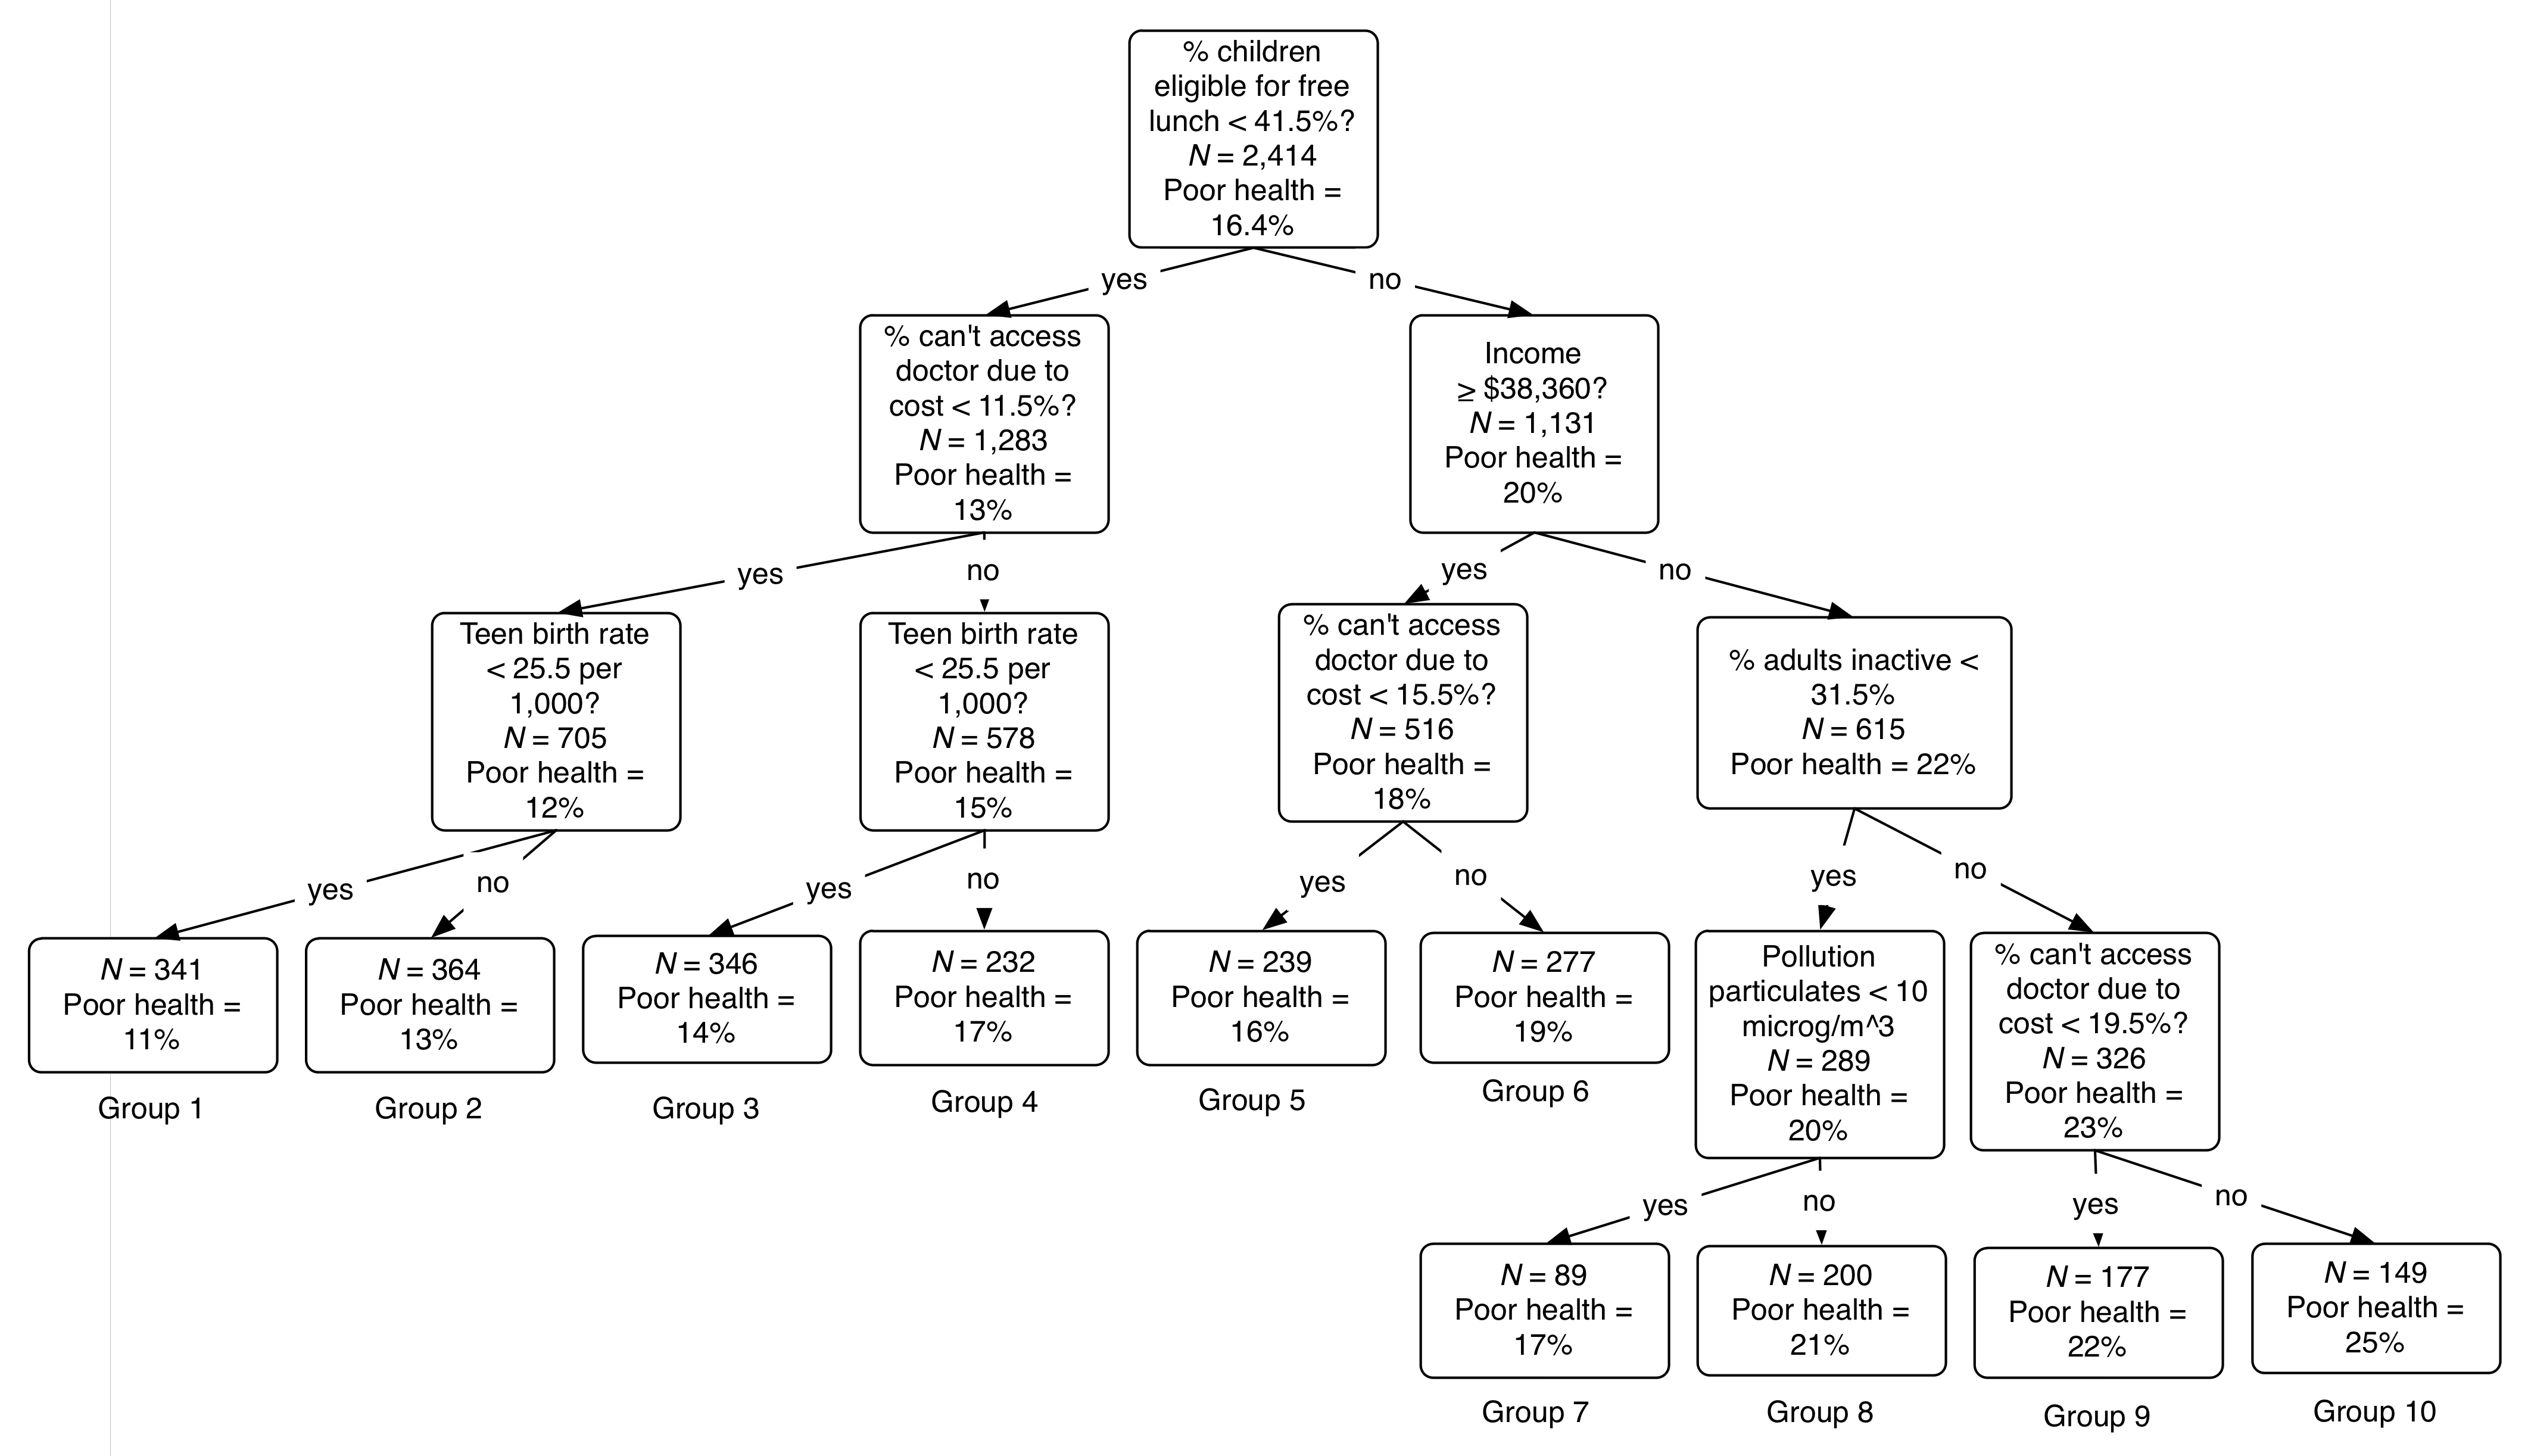 % children
eligible for free
lunch < 41.5%?
N = 2,414
Poor health =
16.4%
yes
no
% can't access
doctor due to
cost < 11.5%?
N = 1,283
Poor health =
13%
Income
≥ $38,360?
N = 1,131
Poor health =
20%
yes
no
yes
no
Teen birth rate
< 25.5 per
1,000?
N = 705
Poor health =
12%
Teen birth rate
< 25.5 per
1,000?
N = 578
Poor health =
15%
% can't access
doctor due to
cost < 15.5%?
N = 516
Poor health =
18%
% adults inactive <
31.5%
N = 615
Poor health = 22%
yes
no
yes
no
yes
no
yes
no
N = 341
Poor health =
11%
Group 1
N = 364
Poor health =
13%
Group 2
N = 346
Poor health =
14%
Group 3
N = 232
Poor health =
17%
Group 4
N = 239
Poor health =
16%
Group 5
N = 277
Poor health =
19%
Group 6
Pollution
particulates < 10
microg/m^3
N = 289
Poor health =
20%
% can't access
doctor due to
cost < 19.5%?
N = 326
Poor health =
23%
yes
no
yes
no
N = 89
Poor health =
17%
Group 7
N = 200
Poor health =
21%
Group 8
N = 177
Poor health =
22%
Group 9
N = 149
Poor health =
25%
Group 10